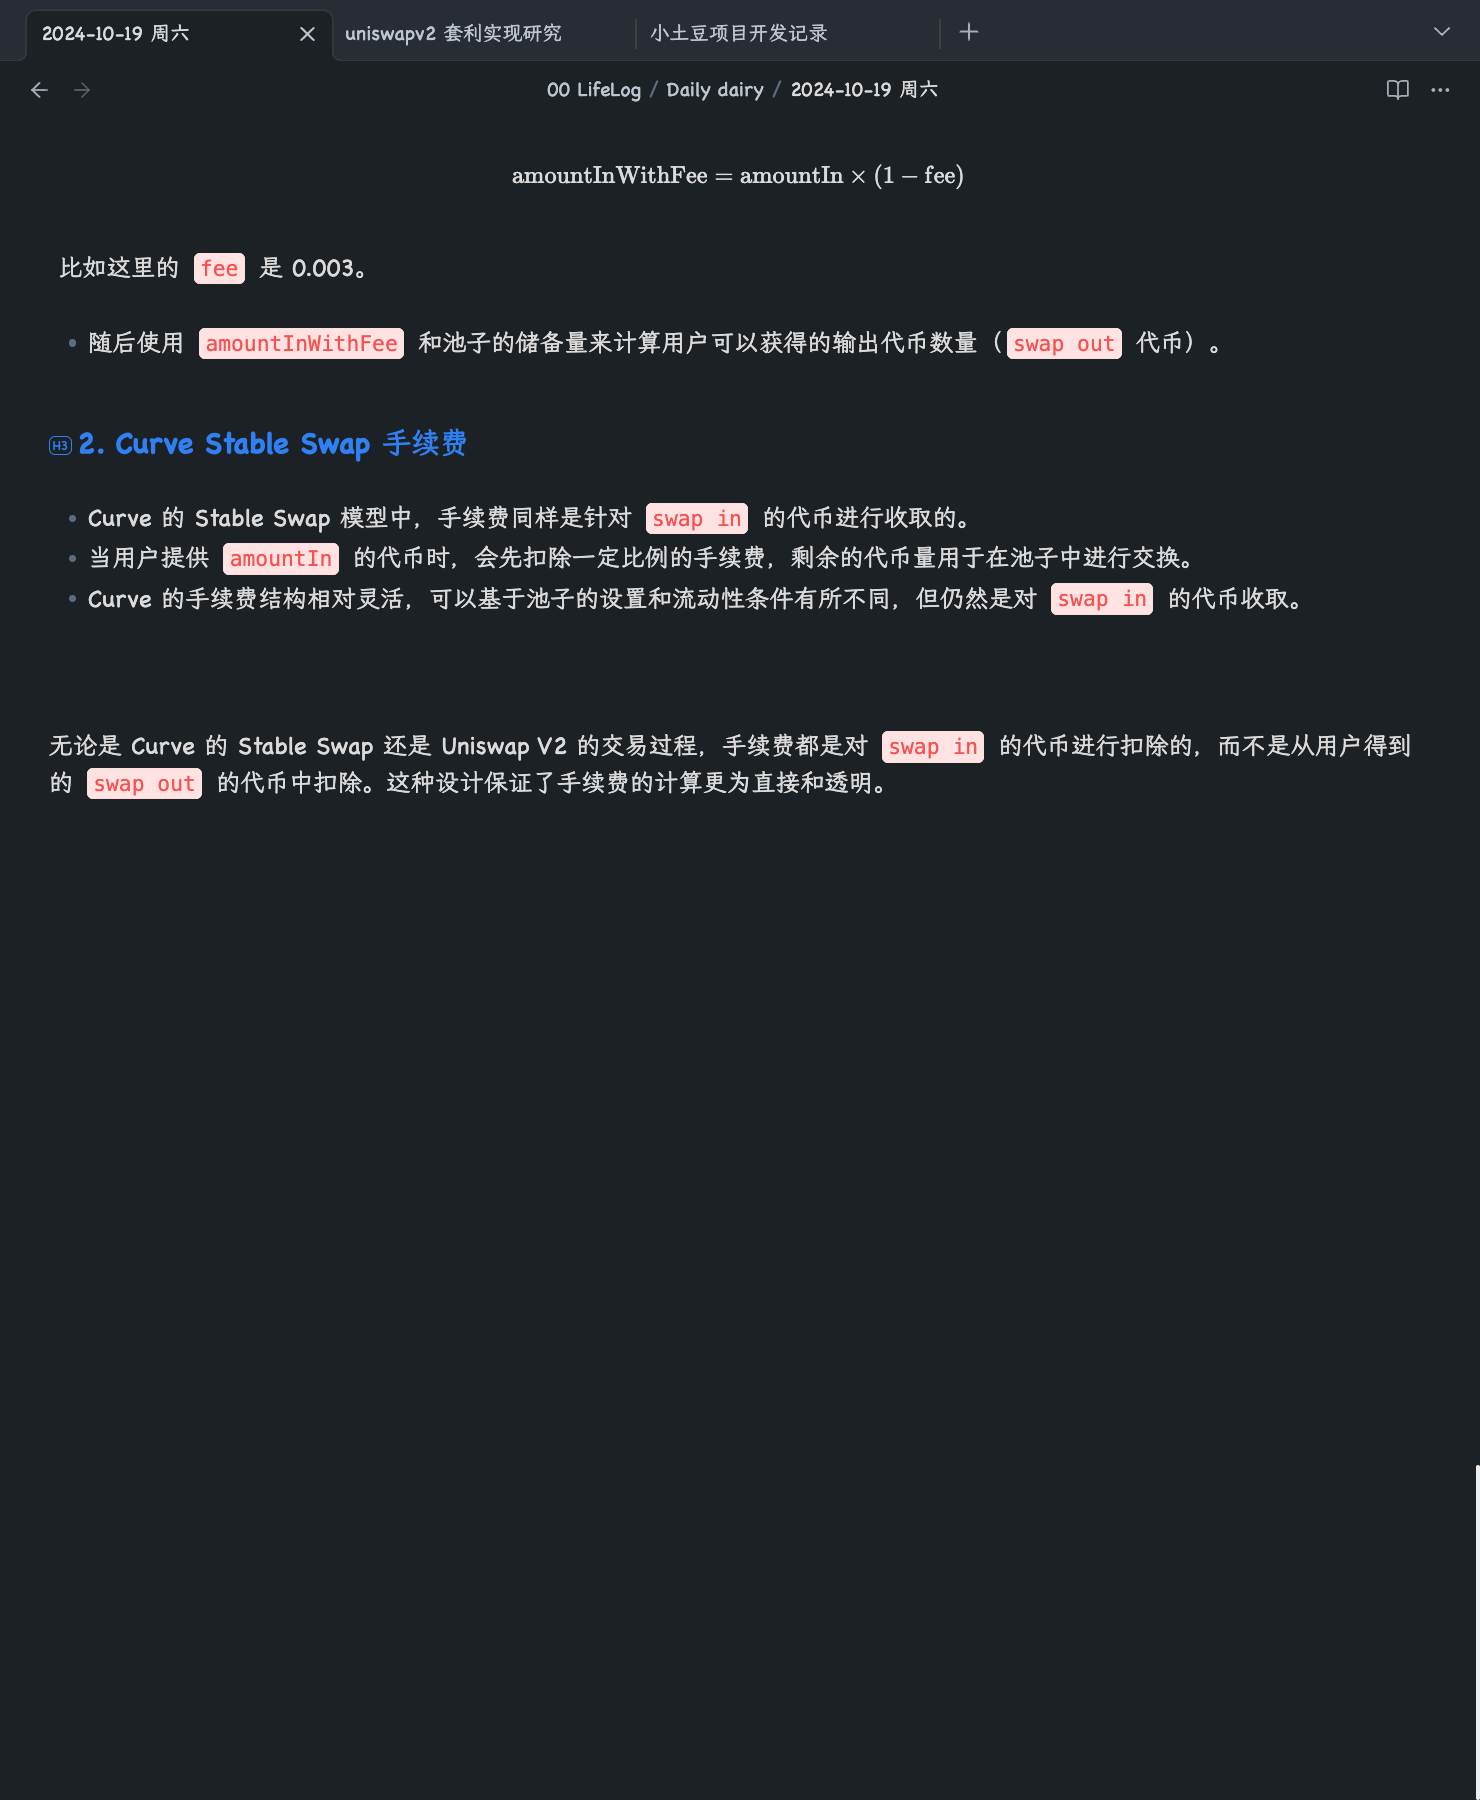 2024-10-19 周六
uniswapv2 套利实现研究
小土豆项目开发记录
00 LifeLog / Daily dairy / 2024-10-19 周六
amountInWithFee = amountIn × (1 − fee)
比如这里的 fee 是 0.003。
随后使用 amountInWithFee 和池子的储备量来计算用户可以获得的输出代币数量（swap out 代币）。
H3 2. Curve Stable Swap 手续费
Curve 的 Stable Swap 模型中，手续费同样是针对 swap in 的代币进行收取的。
当用户提供 amountIn 的代币时，会先扣除一定比例的手续费，剩余的代币量用于在池子中进行交换。
Curve 的手续费结构相对灵活，可以基于池子的设置和流动性条件有所不同，但仍然是对 swap in 的代币收取。
无论是 Curve 的 Stable Swap 还是 Uniswap V2 的交易过程，手续费都是对 swap in 的代币进行扣除的，而不是从用户得到
的 swap out 的代币中扣除。这种设计保证了手续费的计算更为直接和透明。